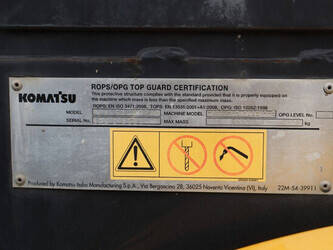 KOMATSU
ROPS/OPG TOP GUARD CERTIFICATION
This protective structure complies with the standard provided that it is properly equipped on
the machine which mass is less than the specified maximum mass.
ROPS: EN ISO 3471:2008, TOPS: EN 13531:2001+A1:2008, OPG: ISO 10262:1998
MODEL
MACHINE MODEL
OPG LEVEL No.
SERIAL No.
MAX MASS
kg
Produced by Komatsu Italia Manufacturing S.p.A., Via Bergoscino 28, 36025 Noventa Vicentina (VI), Italy
22M-54-39911